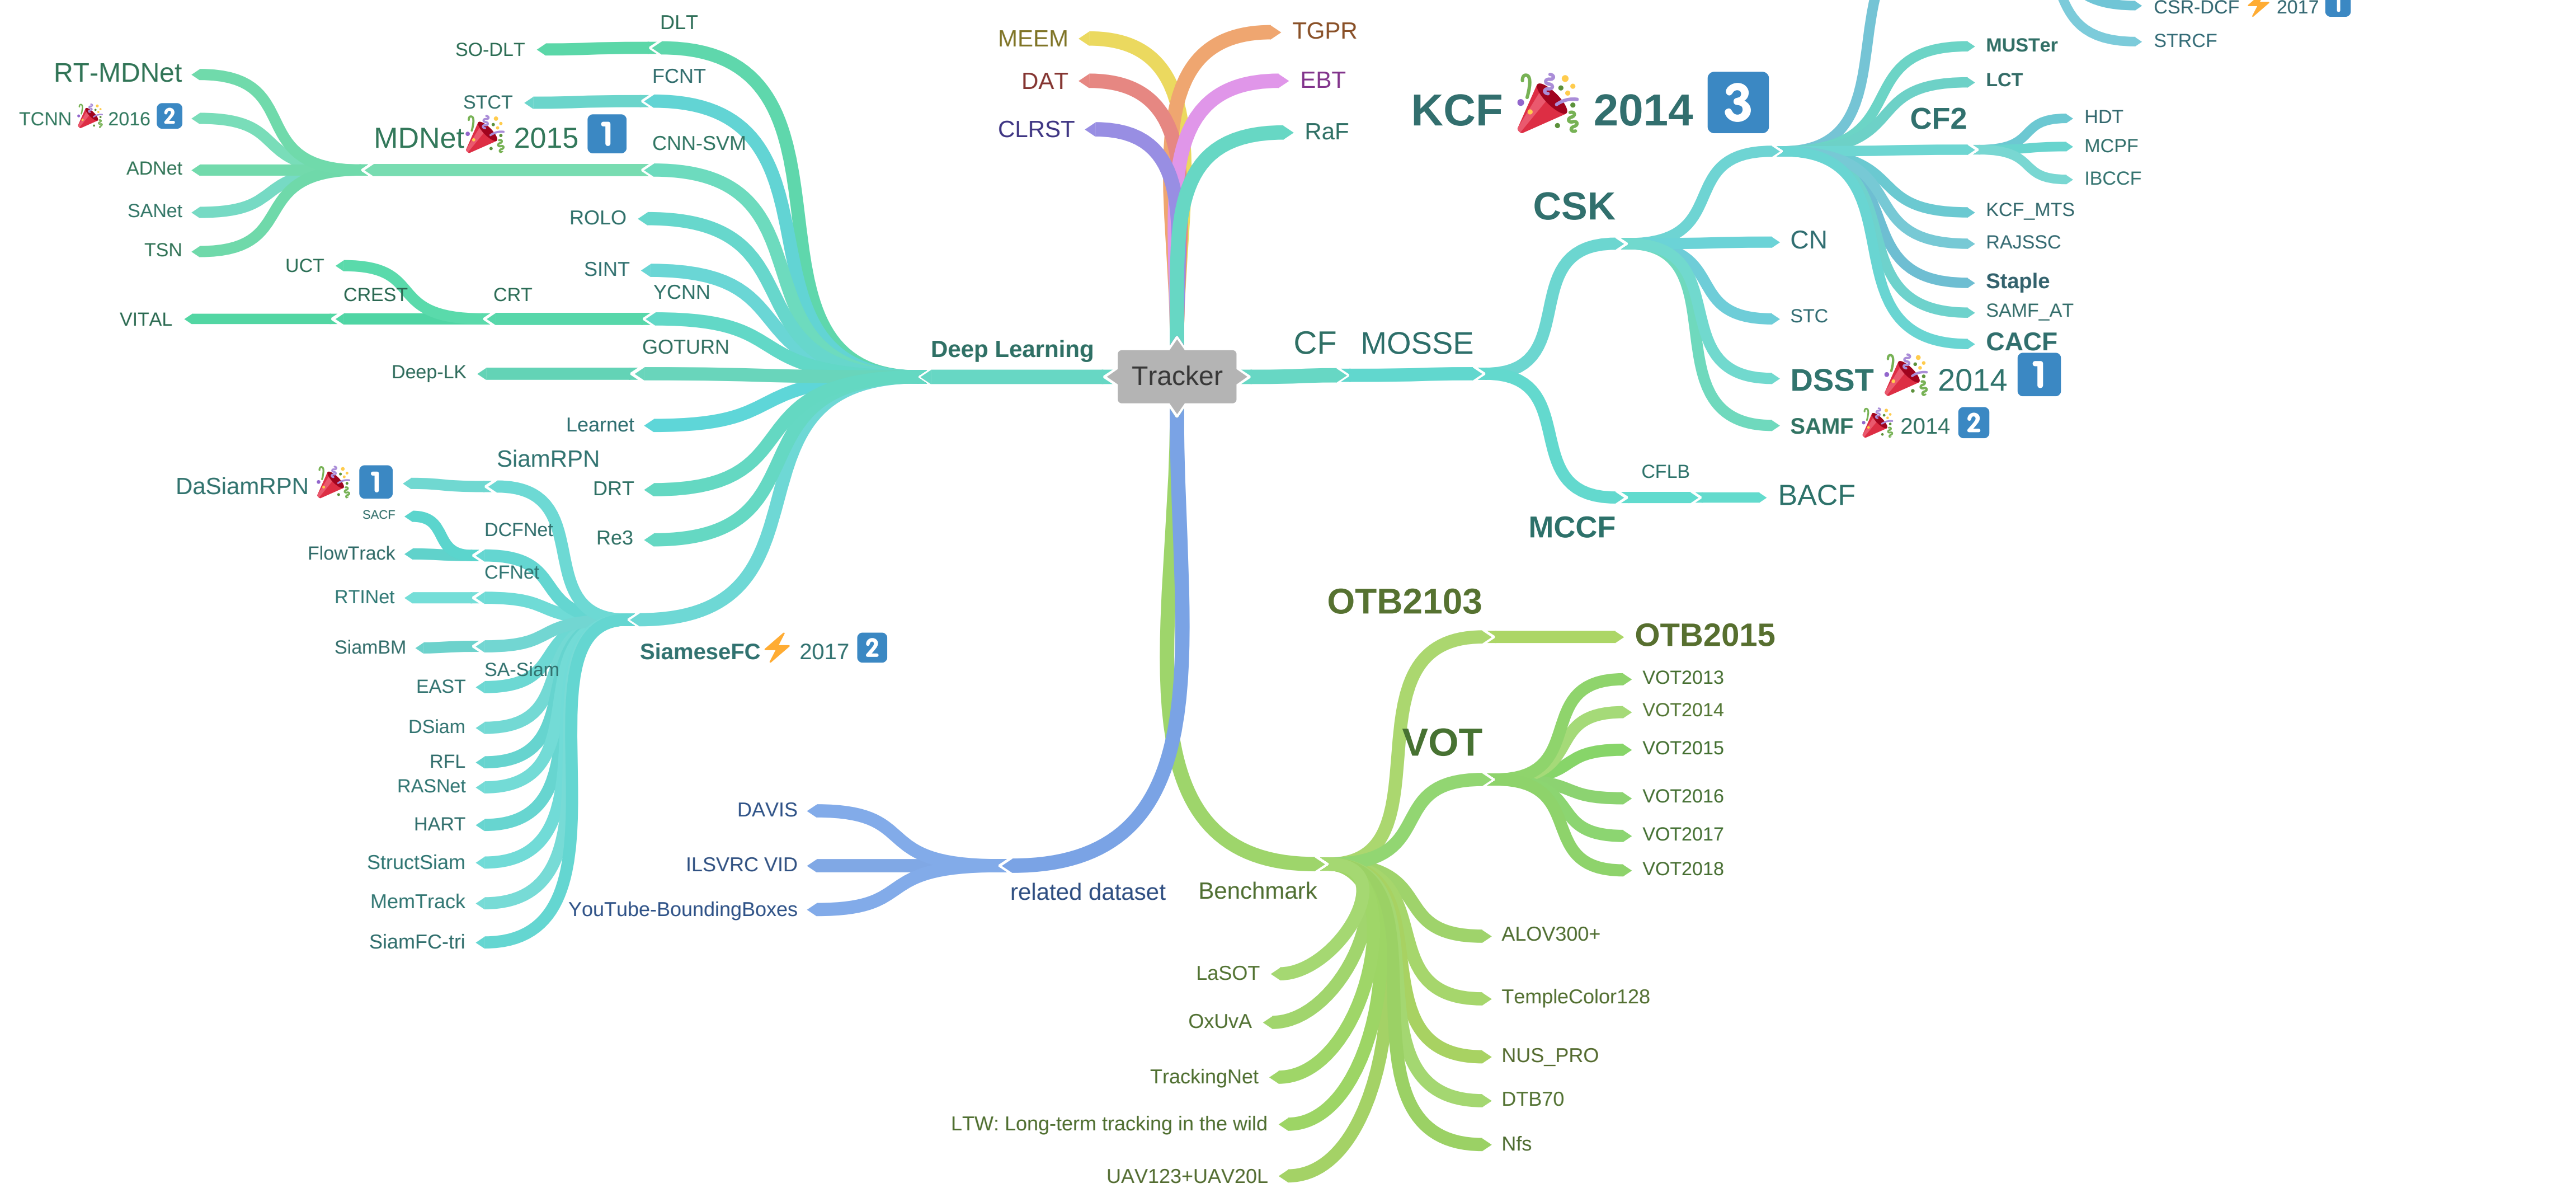 DLT
SO-DLT
FCNT
STCT
RT-MDNet
TCNN 🎉 2016 2
MDNet🎉 2015 1
CNN-SVM
ADNet
SANet
TSN
ROLO
SINT
UCT
CREST
CRT
YCNN
VITAL
GOTURN
Deep-LK
Deep Learning
Learnet
SiamRPN
DaSiamRPN 🎉 1
DRT
SACF
DCFNet
FlowTrack
Re3
CFNet
RTINet
SiamBM
SA-Siam
SiameseFC⚡ 2017 2
EAST
DSiam
RFL
RASNet
HART
StructSiam
MemTrack
SiamFC-tri
MEEM
DAT
CLRST
TGPR
EBT
RaF
Tracker
CF
MOSSE
CSK
KCF 🎉 2014 3
CSR-DCF ⚡ 2017 1
STRCF
MUSTer
LCT
CF2
HDT
MCPF
IBCCF
KCF_MTS
RAJSSC
Staple
SAMF_AT
CACF
CN
STC
DSST 🎉 2014 1
SAMF 🎉 2014 2
MCCF
CFLB
BACF
OTB2103
OTB2015
VOT
VOT2013
VOT2014
VOT2015
VOT2016
VOT2017
VOT2018
DAVIS
ILSVRC VID
YouTube-BoundingBoxes
related dataset
Benchmark
ALOV300+
TempleColor128
NUS_PRO
DTB70
Nfs
LaSOT
OxUvA
TrackingNet
LTW: Long-term tracking in the wild
UAV123+UAV20L